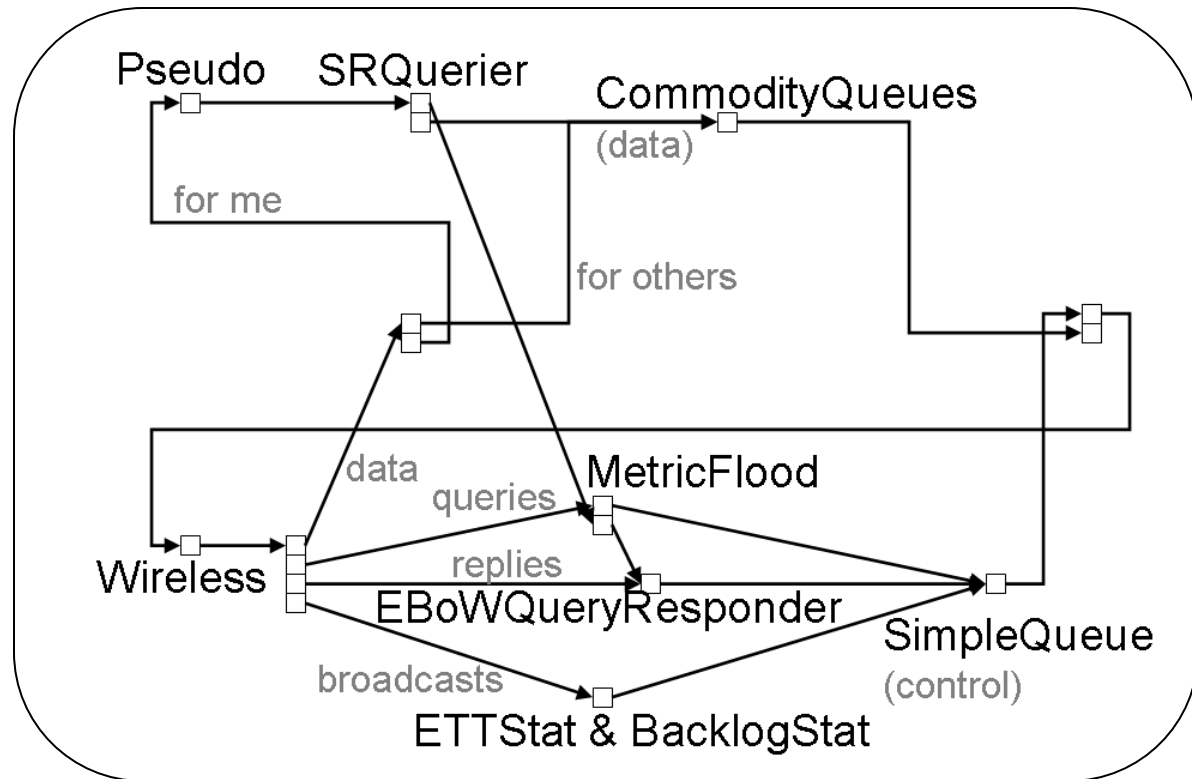 Pseudo
SRQuerier
CommodityQueues
(data)
for me
for others
data
MetricFlood
queries
Wireless
replies
EBoWQueryResponder
SimpleQueue
(control)
broadcasts
ETTStat & BacklogStat